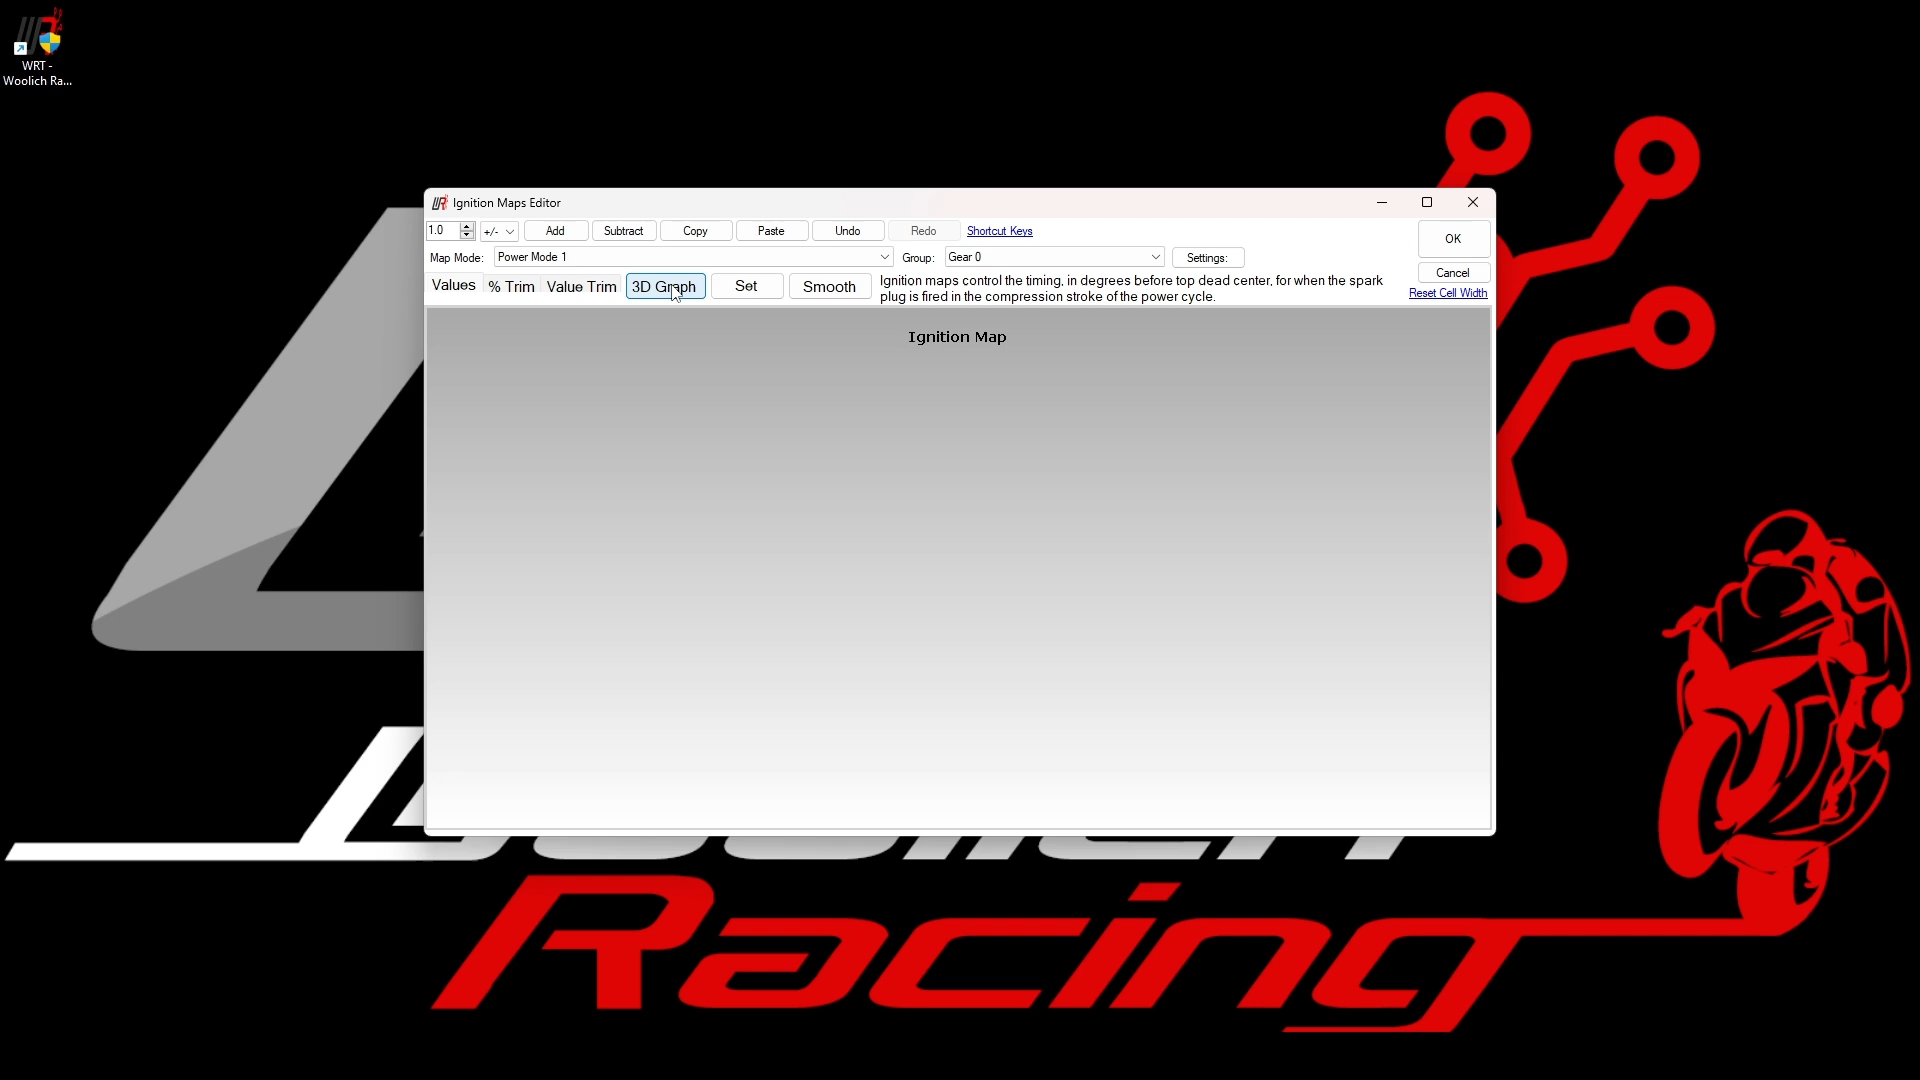 WRT -
Woolich Ra...
Ignition Maps Editor
1.0 +/- Add Subtract Copy Paste Undo Redo Shortcut Keys
OK
Map Mode: Power Mode 1 Group: Gear 0 Settings:
Cancel
Values % Trim Value Trim 3D Graph Set Smooth
Ignition maps control the timing, in degrees before top dead center, for when the spark
plug is fired in the compression stroke of the power cycle.
Reset Cell Width
Ignition Map
Racing